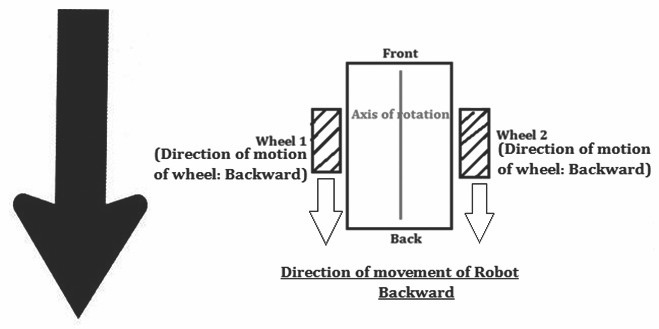 Front
Axis of rotation
Wheel 1
(Direction of motion
of wheel: Backward)
Wheel 2
(Direction of motion
of wheel: Backward)
Back
Direction of movement of Robot
Backward